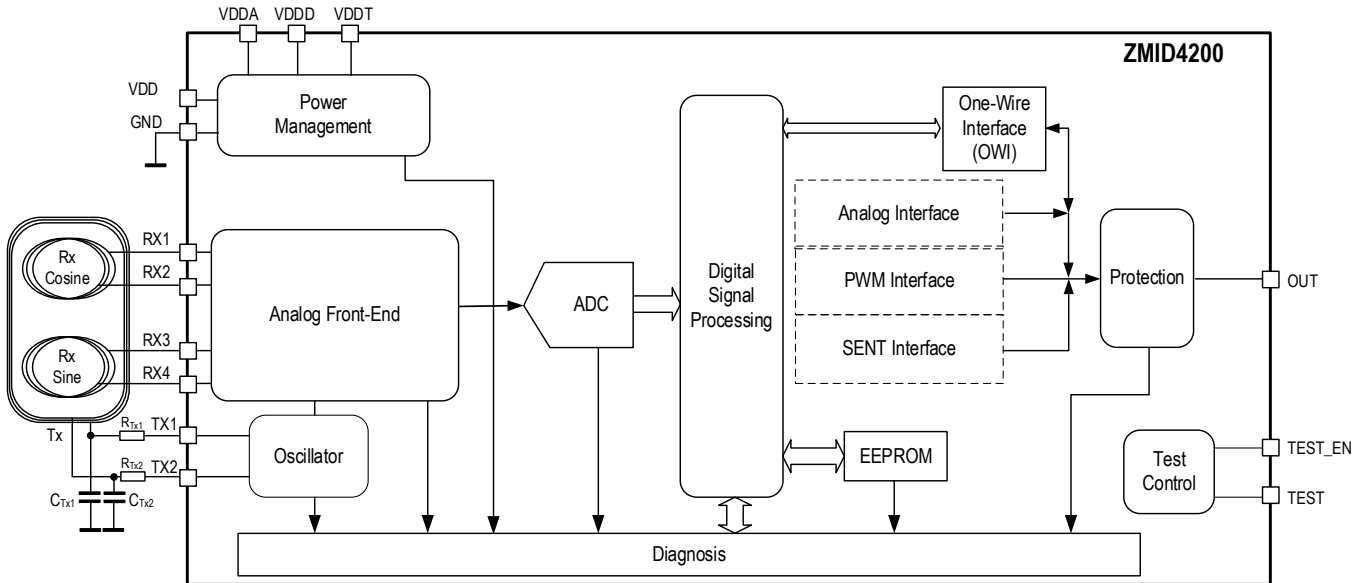 VDDA
VDDD
VDDT
ZMID4200
VDD
GND
Power
Management
One-Wire
Interface
(OWI)
Analog Interface
PWM Interface
SENT Interface
Digital
Signal
Processing
Protection
OUT
RX1
RX2
RX3
RX4
Rx
Cosine
Rx
Sine
Analog Front-End
ADC
Tx
RTx1
TX1
RTx2
TX2
CTx1
CTx2
Oscillator
EEPROM
Test
Control
TEST_EN
TEST
Diagnosis